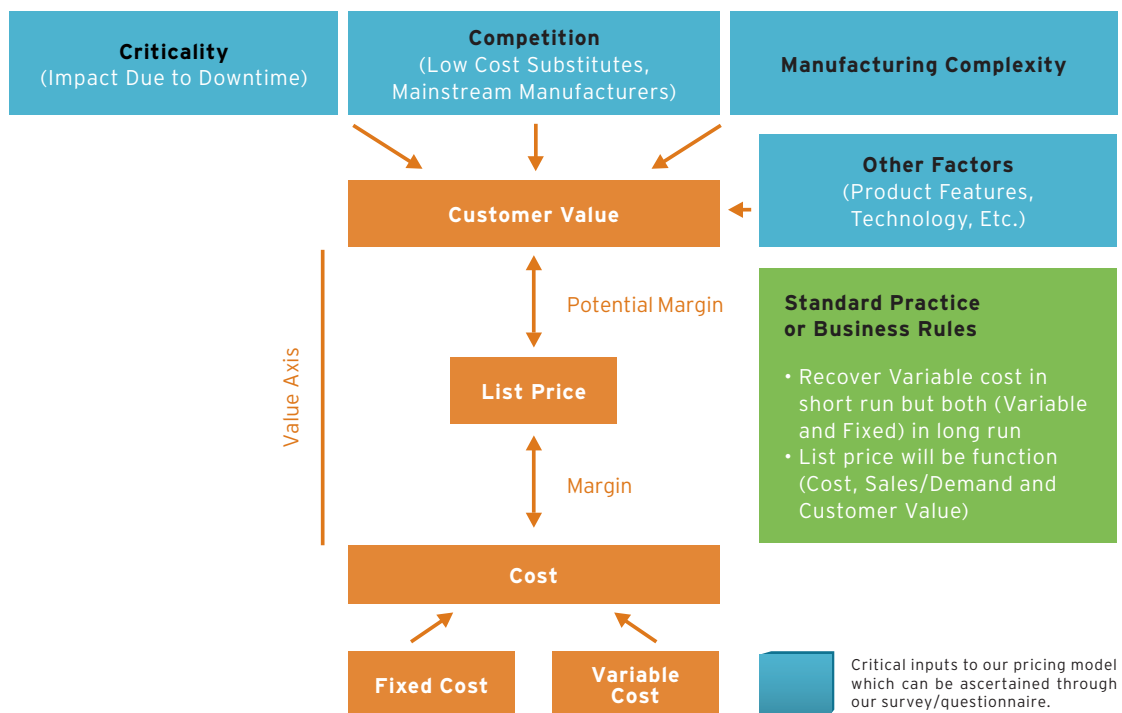 Criticality
(Impact Due to Downtime)
Competition
(Low Cost Substitutes,
Mainstream Manufacturers)
Manufacturing Complexity
Other Factors
(Product Features,
Technology, Etc.)
Customer Value
Potential Margin
Value Axis
List Price
Margin
Standard Practice
or Business Rules
• Recover Variable cost in
short run but both (Variable
and Fixed) in long run
• List price will be function
(Cost, Sales/Demand and
Customer Value)
Cost
Fixed Cost
Variable
Cost
Critical inputs to our pricing model
which can be ascertained through
our survey/questionnaire.